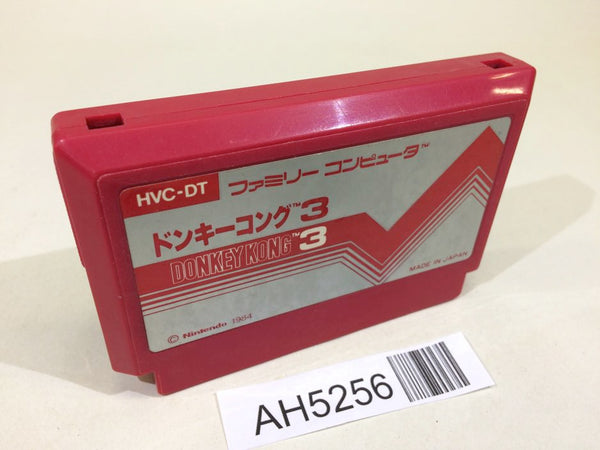 HVC-DT ファミリー コンピュータ™
ドンキーコング™3
DONKEY KONG™3
MADE IN JAPAN
© Nintendo 1984
AH5256